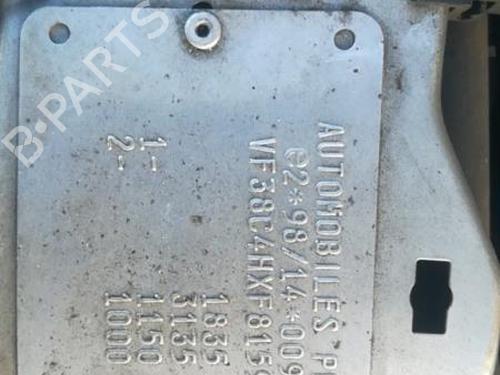 B-PARTS
AUTOMOBILES P
e2*98/14*009
VF38C4HXF815
1835
3135
1- 1150
2- 1000